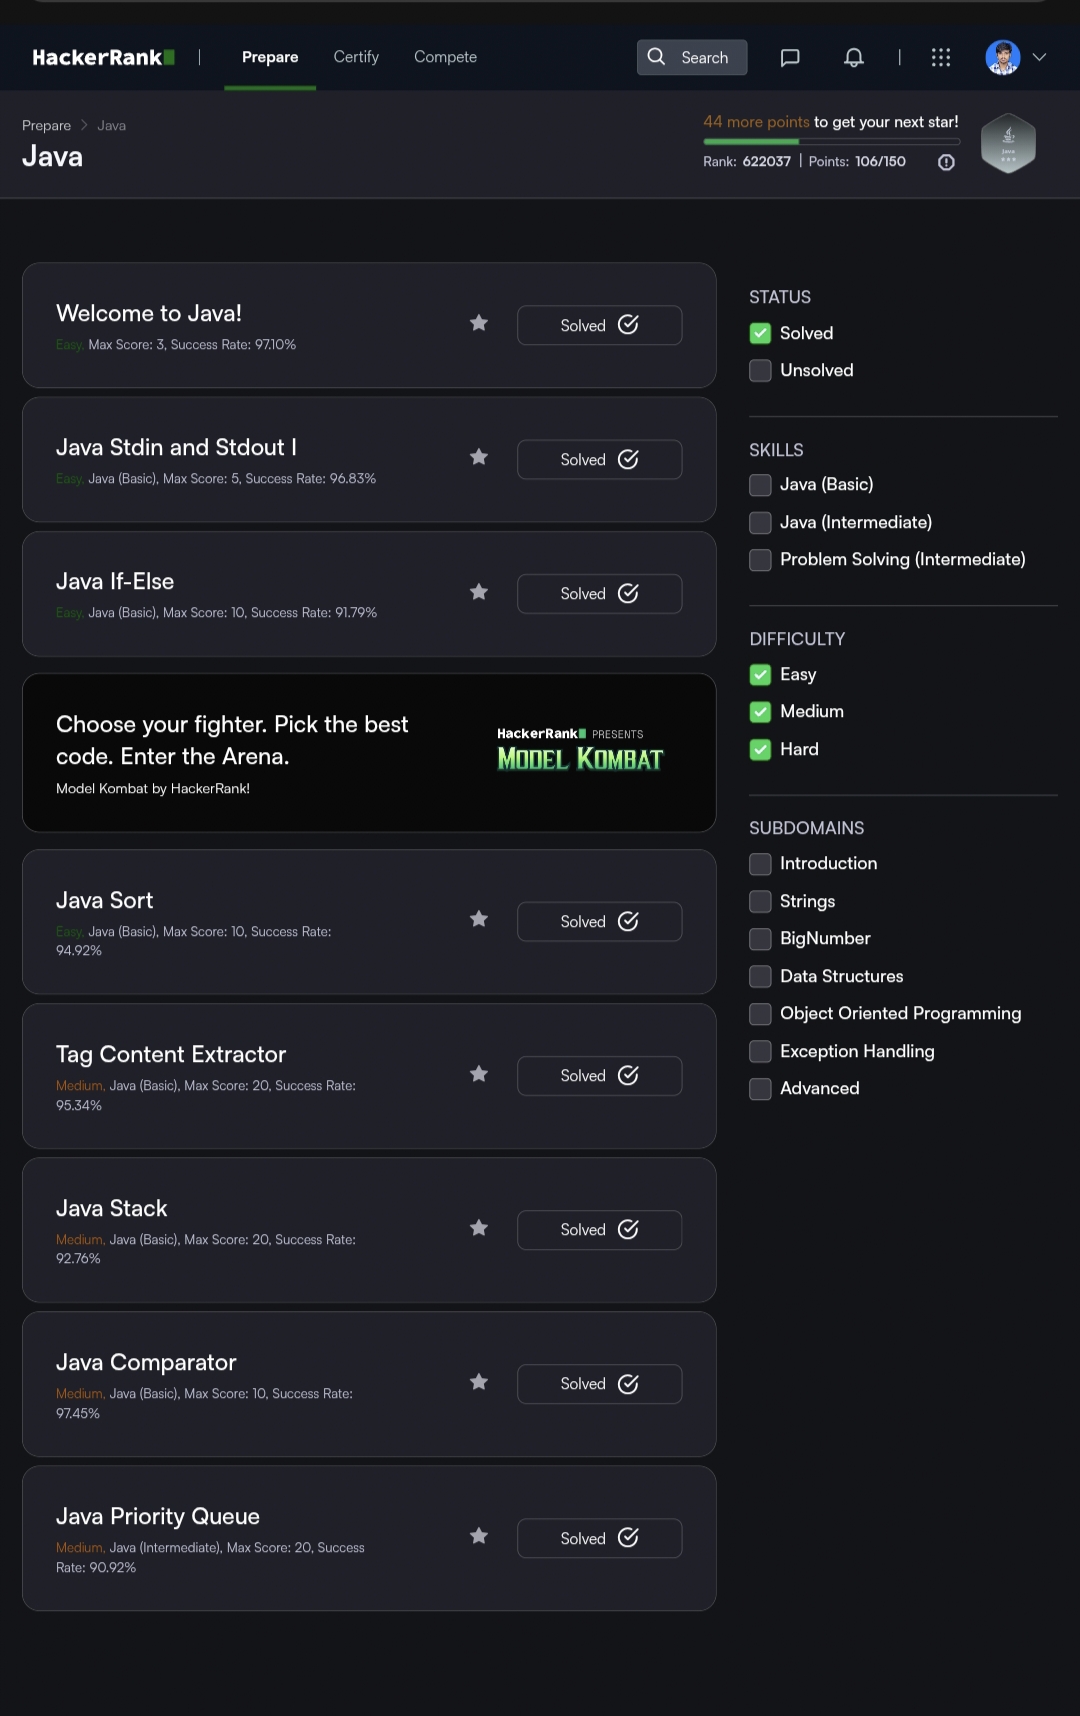 HackerRank
Prepare
Certify
Compete
Search
Prepare > Java
Java
44 more points to get your next star!
Rank: 622037 | Points: 106/150
Java
Welcome to Java!
Easy, Max Score: 3, Success Rate: 97.10%
Solved
Java Stdin and Stdout I
Easy, Java (Basic), Max Score: 5, Success Rate: 96.83%
Solved
Java If-Else
Easy, Java (Basic), Max Score: 10, Success Rate: 91.79%
Solved
Choose your fighter. Pick the best
code. Enter the Arena.
Model Kombat by HackerRank!
HackerRank PRESENTS
MODEL KOMBAT
Java Sort
Easy, Java (Basic), Max Score: 10, Success Rate:
94.92%
Solved
Tag Content Extractor
Medium, Java (Basic), Max Score: 20, Success Rate:
95.34%
Solved
Java Stack
Medium, Java (Basic), Max Score: 20, Success Rate:
92.76%
Solved
Java Comparator
Medium, Java (Basic), Max Score: 10, Success Rate:
97.45%
Solved
Java Priority Queue
Medium, Java (Intermediate), Max Score: 20, Success
Rate: 90.92%
Solved
STATUS
Solved
Unsolved
SKILLS
Java (Basic)
Java (Intermediate)
Problem Solving (Intermediate)
DIFFICULTY
Easy
Medium
Hard
SUBDOMAINS
Introduction
Strings
BigNumber
Data Structures
Object Oriented Programming
Exception Handling
Advanced